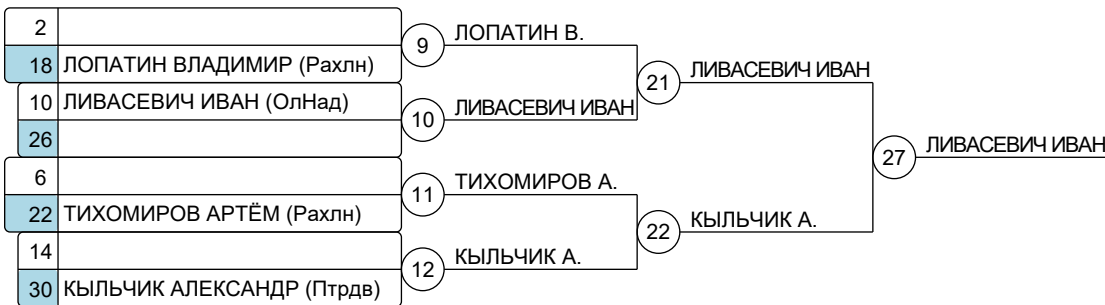 2
18 ЛОПАТИН ВЛАДИМИР (Рахлн)
9
ЛОПАТИН В.
10 ЛИВАСЕВИЧ ИВАН (ОлНад)
26
10
ЛИВАСЕВИЧ ИВАН
21
ЛИВАСЕВИЧ ИВАН
6
22 ТИХОМИРОВ АРТЁМ (Рахлн)
11
ТИХОМИРОВ А.
14
30 КЫЛЬЧИК АЛЕКСАНДР (Птрдв)
12
КЫЛЬЧИК А.
22
КЫЛЬЧИК А.
27
ЛИВАСЕВИЧ ИВАН